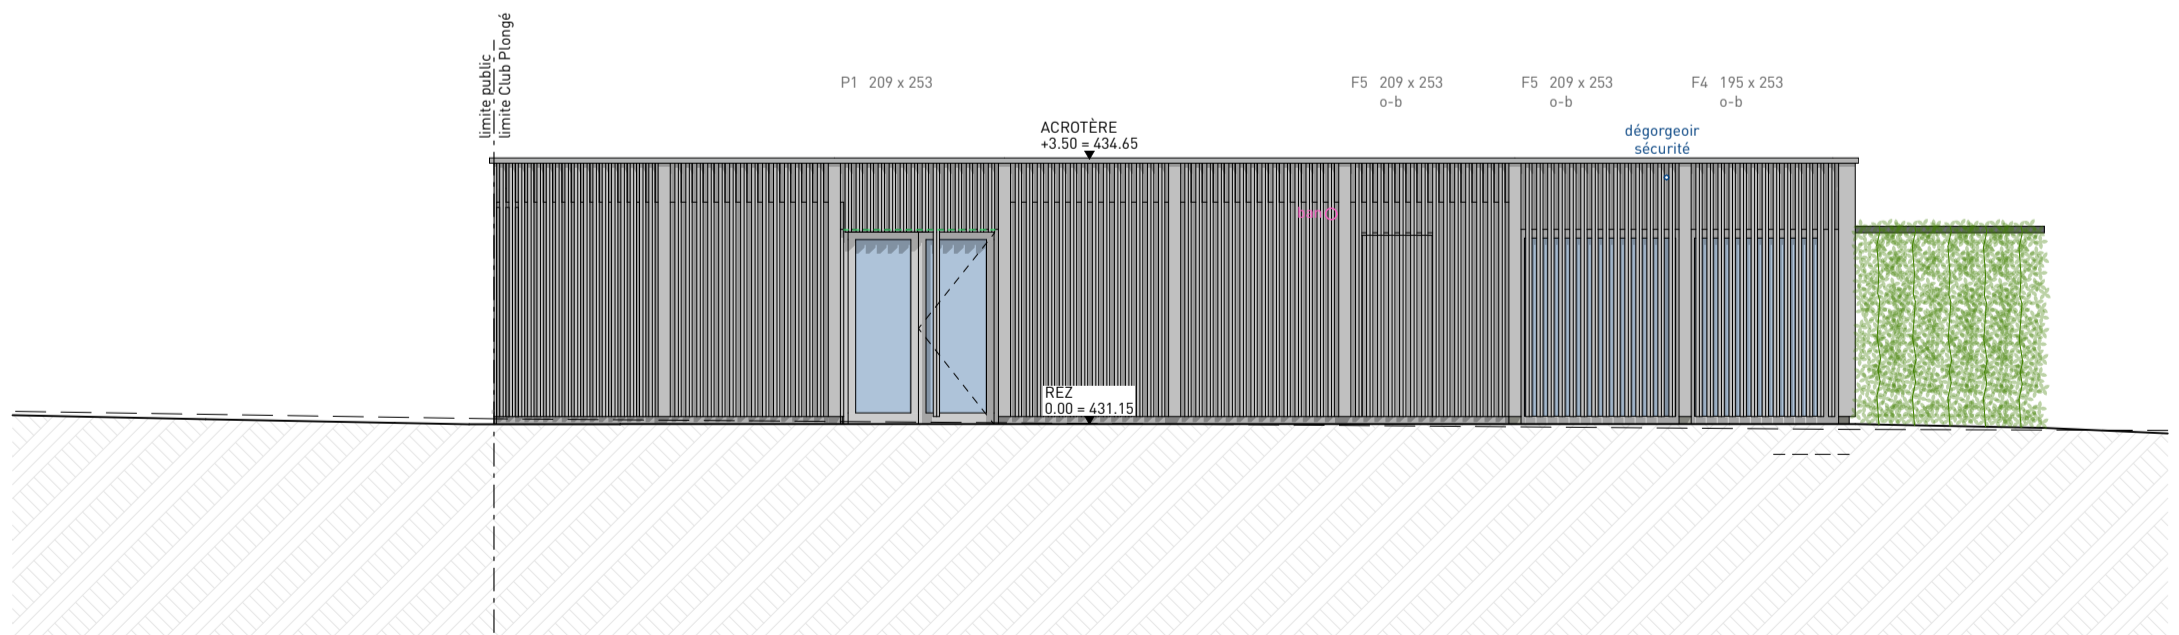 limite public
limite Club Plongé
P1 209 x 253
F5 209 x 253
o-b
F5 209 x 253
o-b
F4 195 x 253
o-b
ACROTÈRE
+3.50 = 434.65
dégorgeoir
sécurité
REZ
0.00 = 431.15